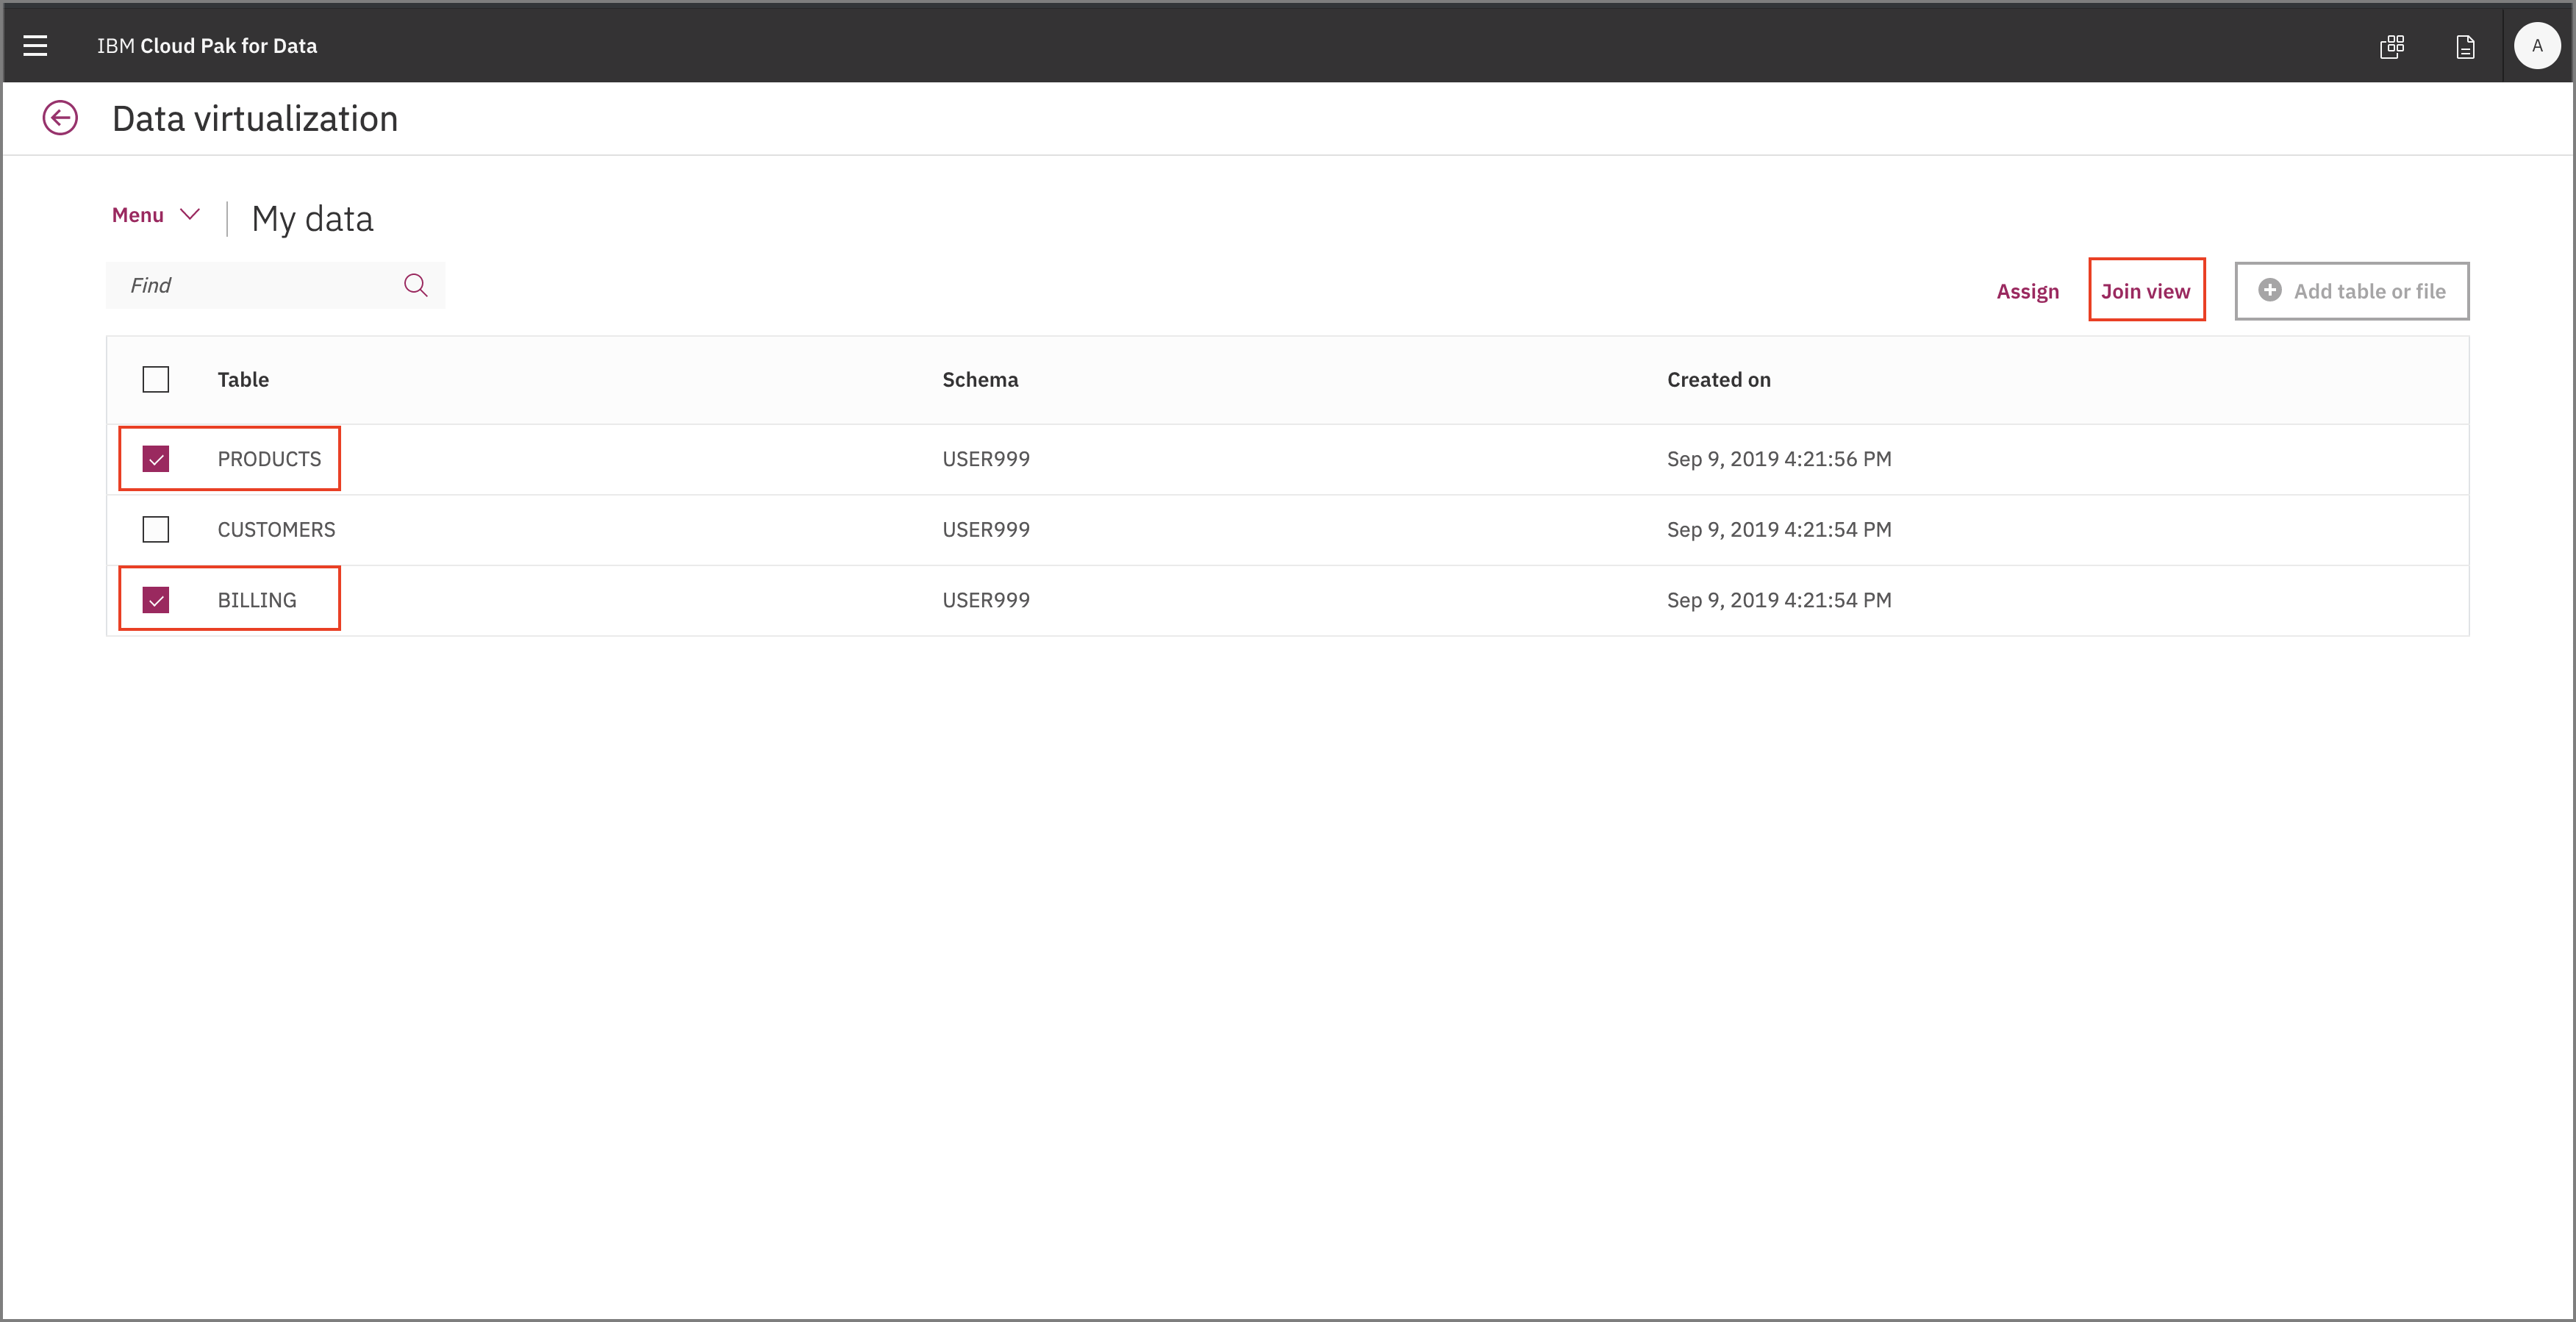 IBM Cloud Pak for Data
A
Data virtualization
Menu
My data
Find
Assign
Join view
Add table or file
Table Schema Created on
PRODUCTS USER999 Sep 9, 2019 4:21:56 PM
CUSTOMERS USER999 Sep 9, 2019 4:21:54 PM
BILLING USER999 Sep 9, 2019 4:21:54 PM